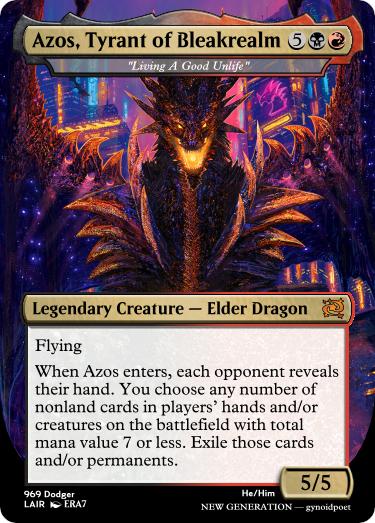 Azos, Tyrant of Bleakrealm 5
"Living A Good Unlife"
Legendary Creature — Elder Dragon
Flying
When Azos enters, each opponent reveals
their hand. You choose any number of
nonland cards in players' hands and/or
creatures on the battlefield with total
mana value 7 or less. Exile those cards
and/or permanents.
5/5
969 Dodger He/Him
LAIR ERA7 NEW GENERATION — gynoidpoet